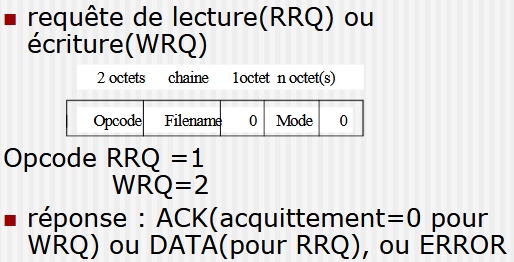 requête de lecture(RRQ) ou
écriture(WRQ)
2 octets chaine 1octet n octet(s)
Opcode Filename 0 Mode 0
Opcode RRQ =1
WRQ=2
réponse : ACK(acquittement=0 pour
WRQ) ou DATA(pour RRQ), ou ERROR